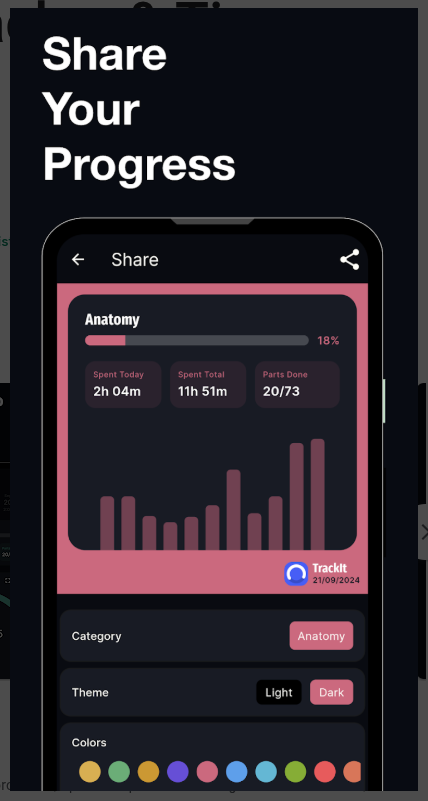 Share
Your
Progress
Share
Anatomy
18%
Spent Today
2h 04m
Spent Total
11h 51m
Parts Done
20/73
TrackIt
21/09/2024
Category
Anatomy
Theme
Light
Dark
Colors